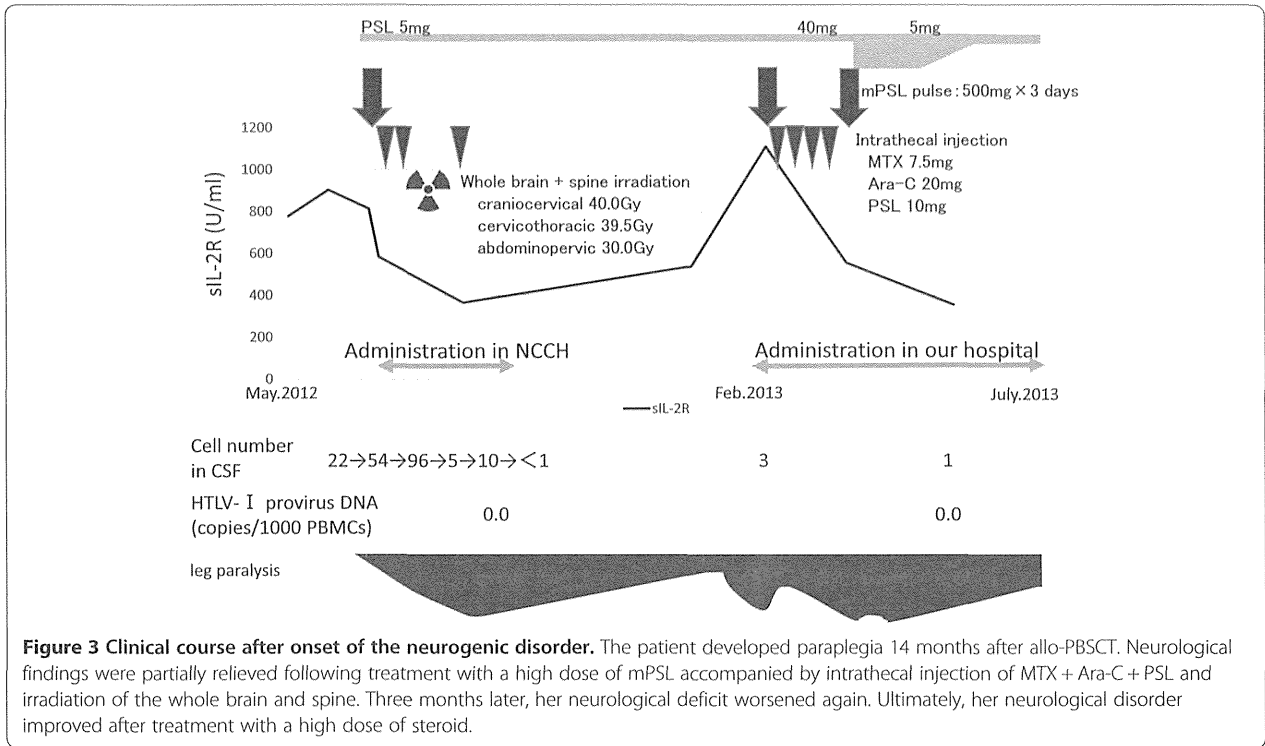 PSL 5mg 40mg 5mg
mPSL pulse:500mg×3 days
sIL-2R (U/ml)
1200
1000
800
600
400
200
0
Intrathecal injection
MTX 7.5mg
Ara-C 20mg
PSL 10mg
Whole brain + spine irradiation
craniocervical 40.0Gy
cervicothoracic 39.5Gy
abdominopervic 30.0Gy
Administration in NCCH
Administration in our hospital
May.2012 Feb.2013 July.2013
sIL-2R
Cell number
in CSF
22→54→96→5→10→<1 3 1
HTLV-Ⅰ provirus DNA
(copies/1000 PBMCs)
0.0 0.0
leg paralysis
Figure 3 Clinical course after onset of the neurogenic disorder. The patient developed paraplegia 14 months after allo-PBSCT. Neurological
findings were partially relieved following treatment with a high dose of mPSL accompanied by intrathecal injection of MTX + Ara-C + PSL and
irradiation of the whole brain and spine. Three months later, her neurological deficit worsened again. Ultimately, her neurological disorder
improved after treatment with a high dose of steroid.